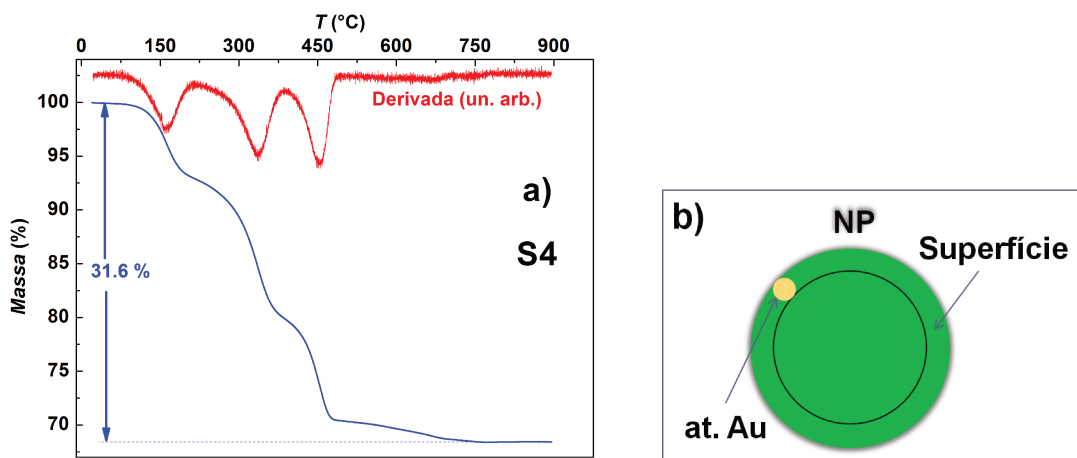 T (°C)
0 150 300 450 600 750 900
Derivada (un. arb.)
100
95
90
85
80
75
70
Massa (%)
31.6 %
a)
S4
b)
NP
Superfície
at. Au